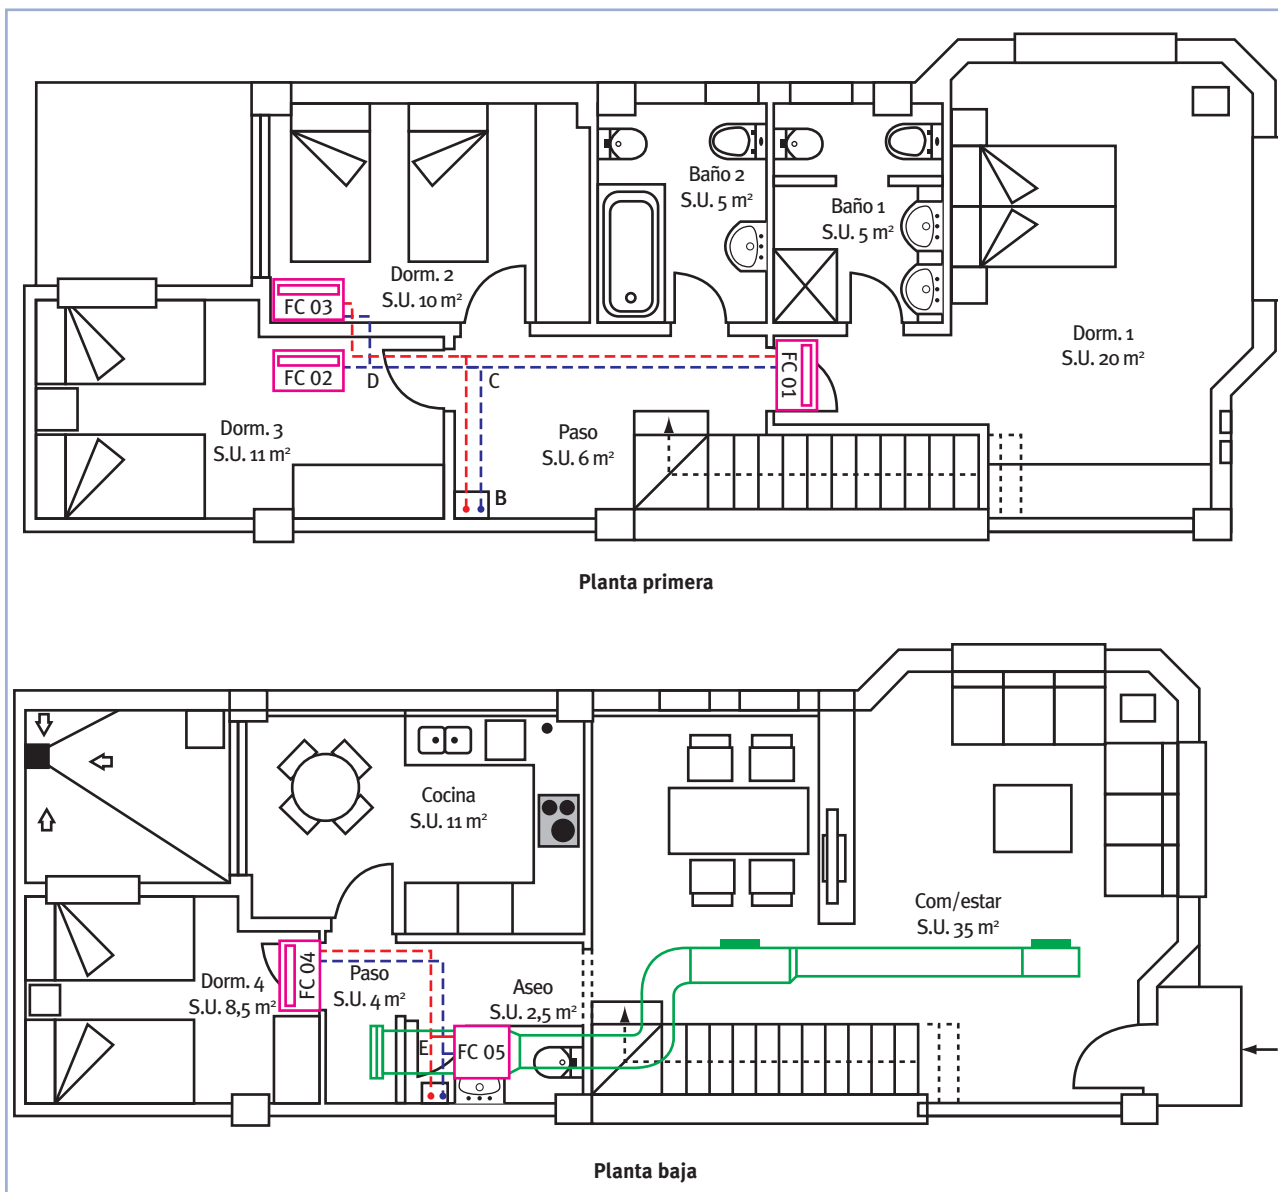 Baño 2
S.U. 5 m²
Baño 1
S.U. 5 m²
Dorm. 2
S.U. 10 m²
FC 03
Dorm. 1
S.U. 20 m²
FC 02
D
C
FC 01
Dorm. 3
S.U. 11 m²
Paso
S.U. 6 m²
B
Planta primera
Cocina
S.U. 11 m²
Com/estar
S.U. 35 m²
FC 04
Dorm. 4
S.U. 8,5 m²
Paso
S.U. 4 m²
Aseo
S.U. 2,5 m²
E
FC 05
Planta baja